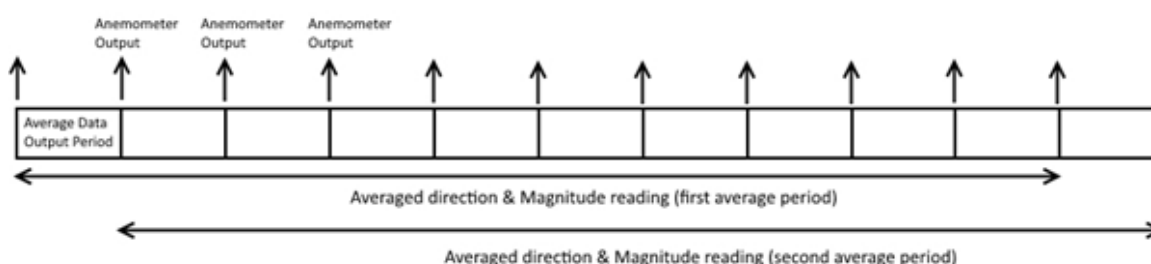 Anemometer
Output
Anemometer
Output
Anemometer
Output
Average Data
Output Period
Averaged direction & Magnitude reading (first average period)
Averaged direction & Magnitude reading (second average period)